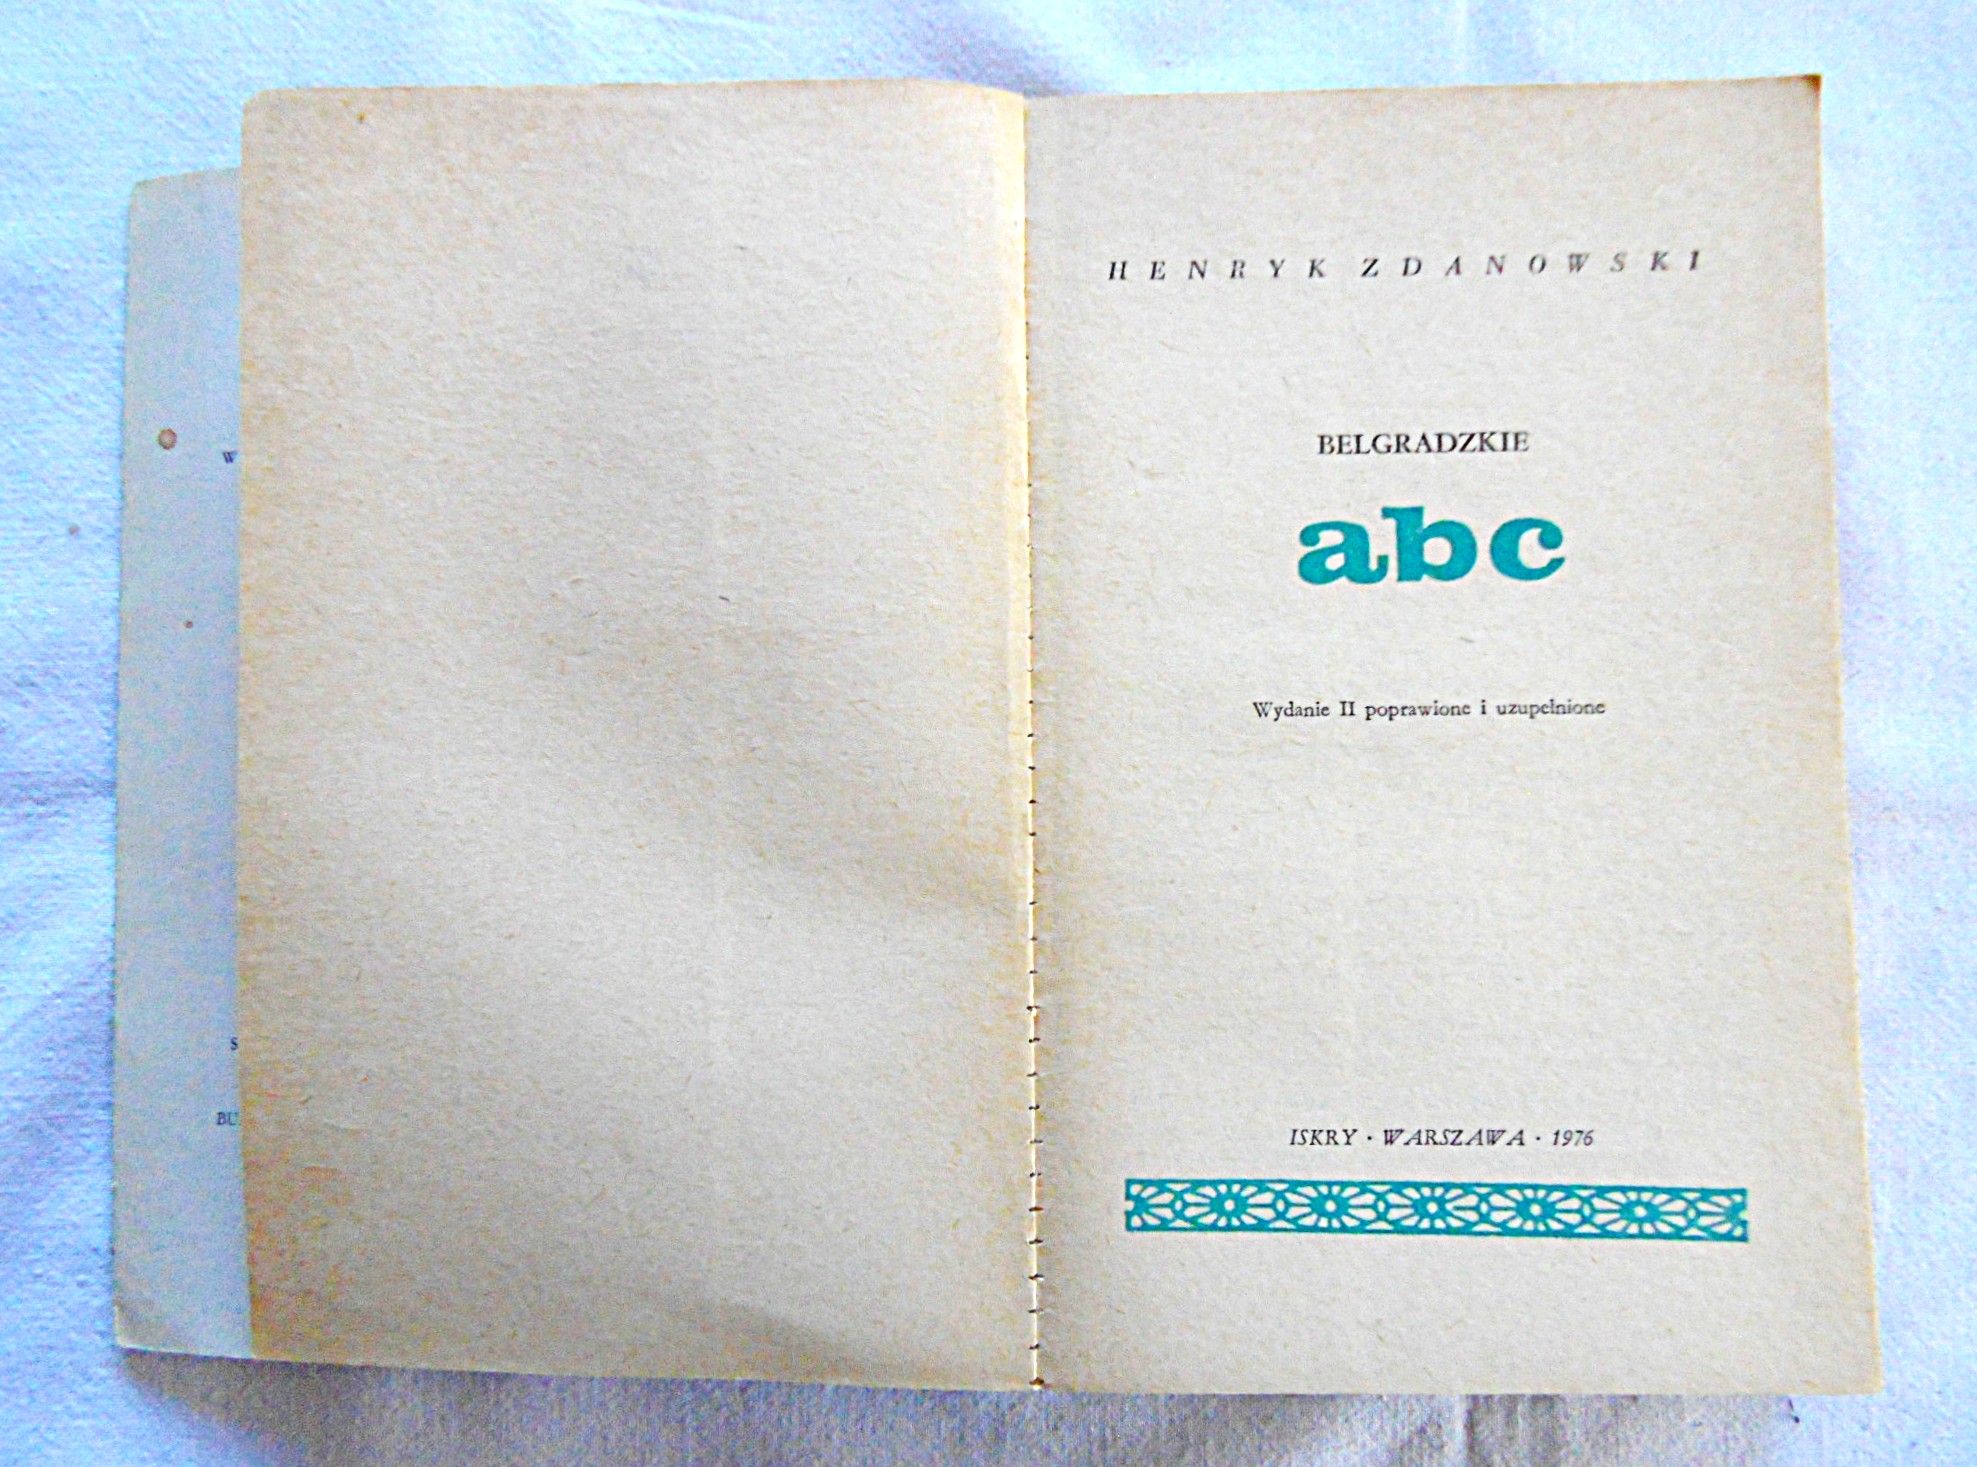 HENRYK ZDANOWSKI
BELGRADZKIE
abc
Wydanie II poprawione i uzupełnione
ISKRY · WARSZAWA · 1976